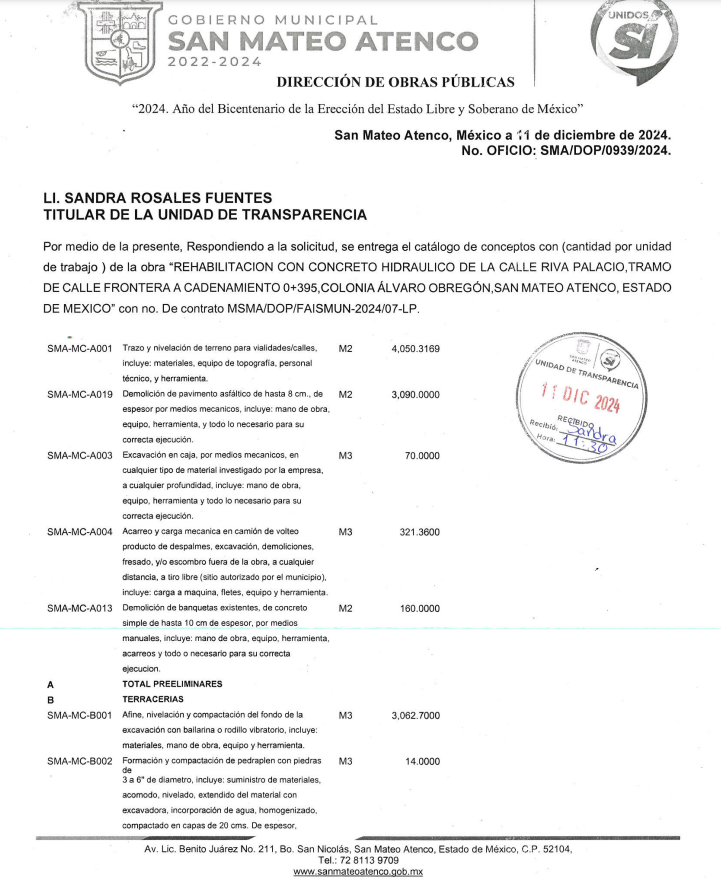 GOBIERNO MUNICIPAL
SAN MATEO ATENCO
2022-2024
UNIDOS
SÍ
DIRECCIÓN DE OBRAS PÚBLICAS
“2024. Año del Bicentenario de la Erección del Estado Libre y Soberano de México”
San Mateo Atenco, México a 11 de diciembre de 2024.
No. OFICIO: SMA/DOP/0939/2024.
LI. SANDRA ROSALES FUENTES
TITULAR DE LA UNIDAD DE TRANSPARENCIA
Por medio de la presente, Respondiendo a la solicitud, se entrega el catálogo de conceptos con (cantidad por unidad
de trabajo ) de la obra “REHABILITACION CON CONCRETO HIDRAULICO DE LA CALLE RIVA PALACIO,TRAMO
DE CALLE FRONTERA A CADENAMIENTO 0+395,COLONIA ÁLVARO OBREGÓN,SAN MATEO ATENCO, ESTADO
DE MEXICO” con no. De contrato MSMA/DOP/FAISMUN-2024/07-LP.
SMA-MC-A001 Trazo y nivelación de terreno para vialidades/calles, M2 4,050.3169
incluye: materiales, equipo de topografía, personal
técnico, y herramienta.
SMA-MC-A019 Demolición de pavimento asfáltico de hasta 8 cm., de M2 3,090.0000
espesor por medios mecanicos, incluye: mano de obra,
equipo, herramienta, y todo lo necesario para su
correcta ejecución.
SMA-MC-A003 Excavación en caja, por medios mecánicos, en M3 70.0000
cualquier tipo de material investigado por la empresa,
a cualquier profundidad, incluye: mano de obra,
equipo, herramienta y todo lo necesario para su
correcta ejecución.
SMA-MC-A004 Acarreo y carga mecanica en camión de volteo M3 321.3600
producto de despalmes, excavación, demoliciones,
fresado, y/o escombro fuera de la obra, a cualquier
distancia, a tiro libre (sitio autorizado por el municipio),
incluye: carga a maquina, fletes, equipo y herramienta.
SMA-MC-A013 Demolición de banquetas existentes, de concreto M2 160.0000
simple de hasta 10 cm de espesor, por medios
manuales, incluye: mano de obra, equipo, herramienta,
acarreos y todo o necesario para su correcta
ejecucion.
A TOTAL PREELIMINARES
B TERRACERIAS
SMA-MC-B001 Afine, nivelación y compactación del fondo de la M3 3,062.7000
excavación con bailarina o rodillo vibratorio, incluye:
materiales, mano de obra, equipo y herramienta.
SMA-MC-B002 Formación y compactación de pedraplen con piedras M3 14.0000
de
3 a 6" de diametro, incluye: suministro de materiales,
acomodo, nivelado, extendido del material con
excavadora, incorporación de agua, homogenizado,
compactado en capas de 20 cms. De espesor,
UNIDAD DE TRANSPARENCIA
11 DIC 2024
RECIBIDO
Recibió: Sandra
Hora: 11:30
Av. Lic. Benito Juárez No. 211, Bo. San Nicolás, San Mateo Atenco, Estado de México, C.P. 52104,
Tel.: 72 8113 9709
www.sanmateoatenco.gob.mx